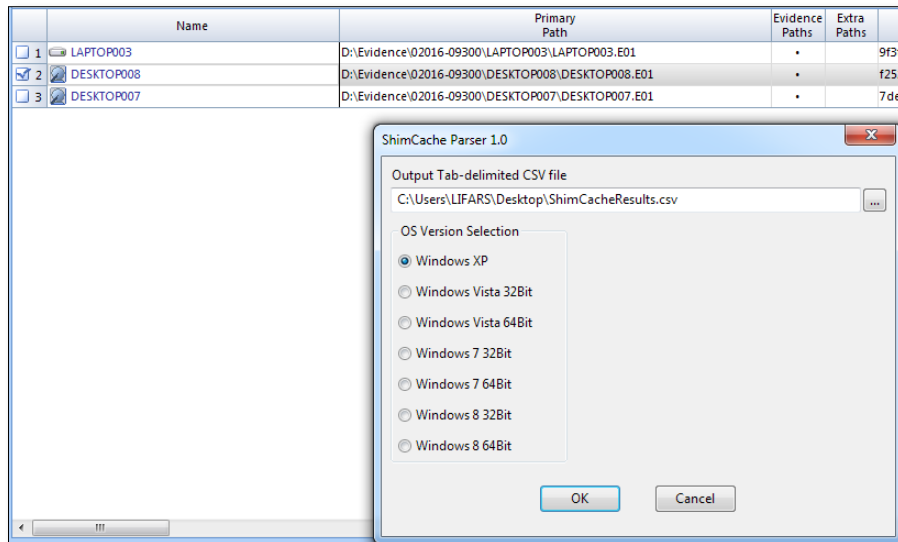 Name Primary Path Evidence Paths Extra Paths
1 LAPTOP003 D:\Evidence\02016-09300\LAPTOP003\LAPTOP003.E01 • 9f3
2 DESKTOP008 D:\Evidence\02016-09300\DESKTOP008\DESKTOP008.E01 • f25
3 DESKTOP007 D:\Evidence\02016-09300\DESKTOP007\DESKTOP007.E01 • 7de
ShimCache Parser 1.0
Output Tab-delimited CSV file
C:\Users\LIFARS\Desktop\ShimCacheResults.csv ...
OS Version Selection
Windows XP
Windows Vista 32Bit
Windows Vista 64Bit
Windows 7 32Bit
Windows 7 64Bit
Windows 8 32Bit
Windows 8 64Bit
OK Cancel